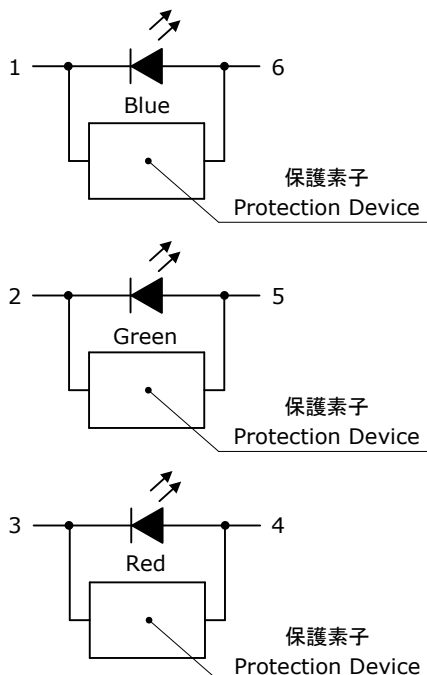 1
6
Blue
保護素子
Protection Device
2
5
Green
保護素子
Protection Device
3
4
Red
保護素子
Protection Device